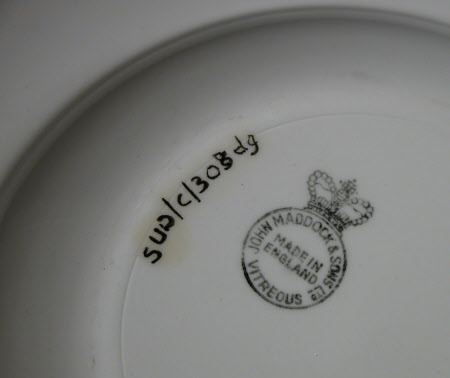 SUD/C/308dg
JOHN MADDOCK & SONS LTD
MADE IN
ENGLAND
VITREOUS